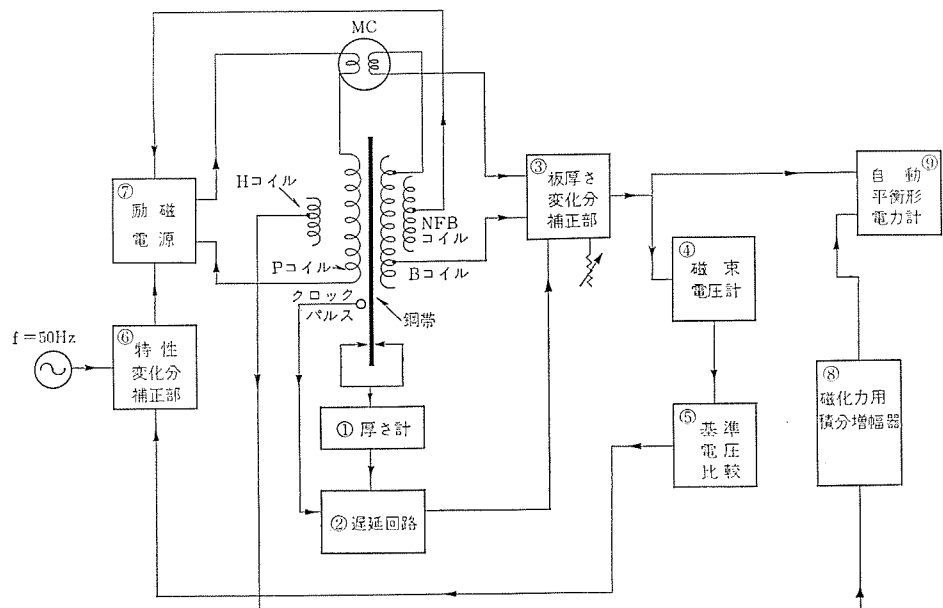 MC
⑦
励磁
電源
Hコイル
Pコイル
NFB
コイル
Bコイル
クロック
パルス
鋼帯
③
板厚さ
変化分
補正部
⑨
自動
平衡形
電力計
④
磁束
電圧計
f=50Hz
⑥
特性
変化分
補正部
①厚さ計
②遅延回路
⑤
基準
電圧
比較
⑧
磁化力用
積分増幅器